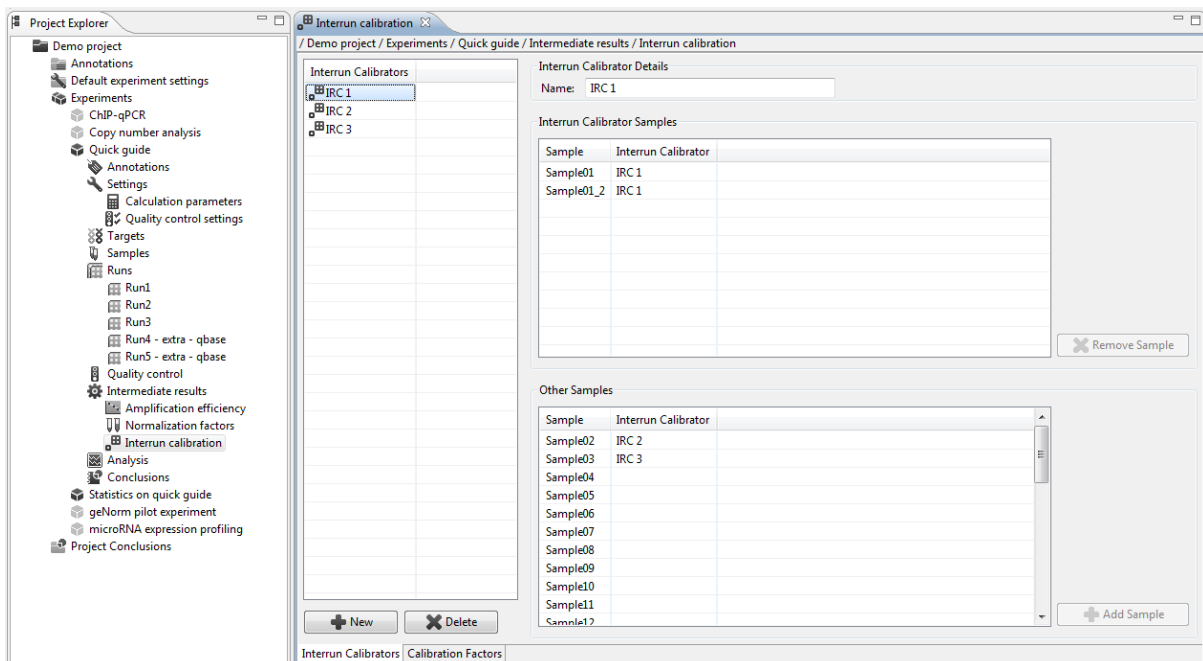 Project Explorer
Demo project
Annotations
Default experiment settings
Experiments
ChIP-qPCR
Copy number analysis
Quick guide
Annotations
Settings
Calculation parameters
Quality control settings
Targets
Samples
Runs
Run1
Run2
Run3
Run4 - extra - qbase
Run5 - extra - qbase
Quality control
Intermediate results
Amplification efficiency
Normalization factors
Interrun calibration
Analysis
Conclusions
Statistics on quick guide
geNorm pilot experiment
microRNA expression profiling
Project Conclusions
Interrun calibration
/ Demo project / Experiments / Quick guide / Intermediate results / Interrun calibration
Interrun Calibrators
IRC 1
IRC 2
IRC 3
New Delete
Interrun Calibrator Details
Name: IRC 1
Interrun Calibrator Samples
Sample Interrun Calibrator
Sample01 IRC 1
Sample01_2 IRC 1
Remove Sample
Other Samples
Sample Interrun Calibrator
Sample02 IRC 2
Sample03 IRC 3
Sample04
Sample05
Sample06
Sample07
Sample08
Sample09
Sample10
Sample11
Sample12
Add Sample
Interrun Calibrators Calibration Factors